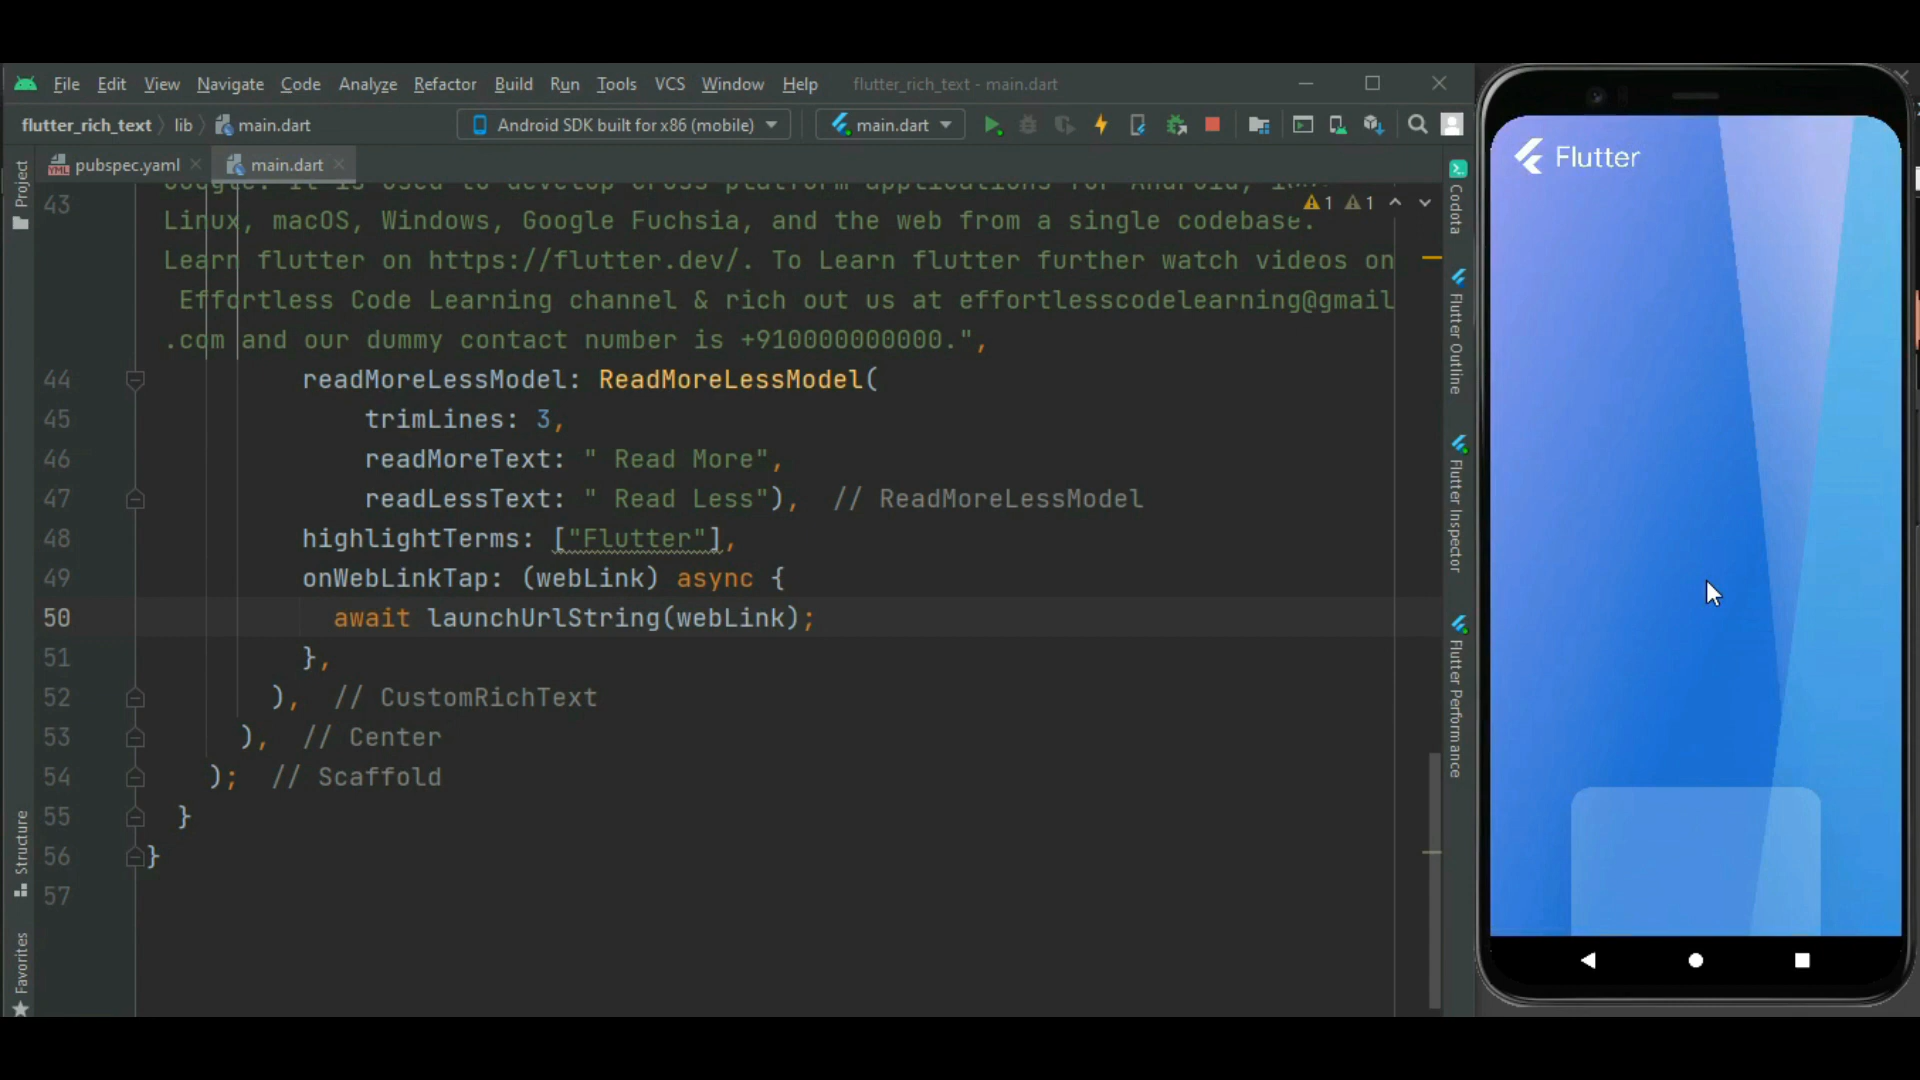 File Edit View Navigate Code Analyze Refactor Build Run Tools VCS Window Help flutter_rich_text - main.dart
flutter_rich_text lib main.dart Android SDK built for x86 (mobile) main.dart
pubspec.yaml main.dart
43
Linux, macOS, Windows, Google Fuchsia, and the web from a single codebase.
Learn flutter on https://flutter.dev/. To Learn flutter further watch videos on
Effortless Code Learning channel & rich out us at effortlesscodelearning@gmail
.com and our dummy contact number is +910000000000.",
44 readMoreLessModel: ReadMoreLessModel(
45 trimLines: 3,
46 readMoreText: " Read More",
47 readLessText: " Read Less"), // ReadMoreLessModel
48 highlightTerms: ["Flutter"],
49 onWebLinkTap: (webLink) async {
50 await launchUrlString(webLink);
51 },
52 ), // CustomRichText
53 ), // Center
54 ); // Scaffold
55 }
56 }
57
1 1
Project
Structure
Favorites
Codota
Flutter Outline
Flutter Inspector
Flutter Performance
Flutter